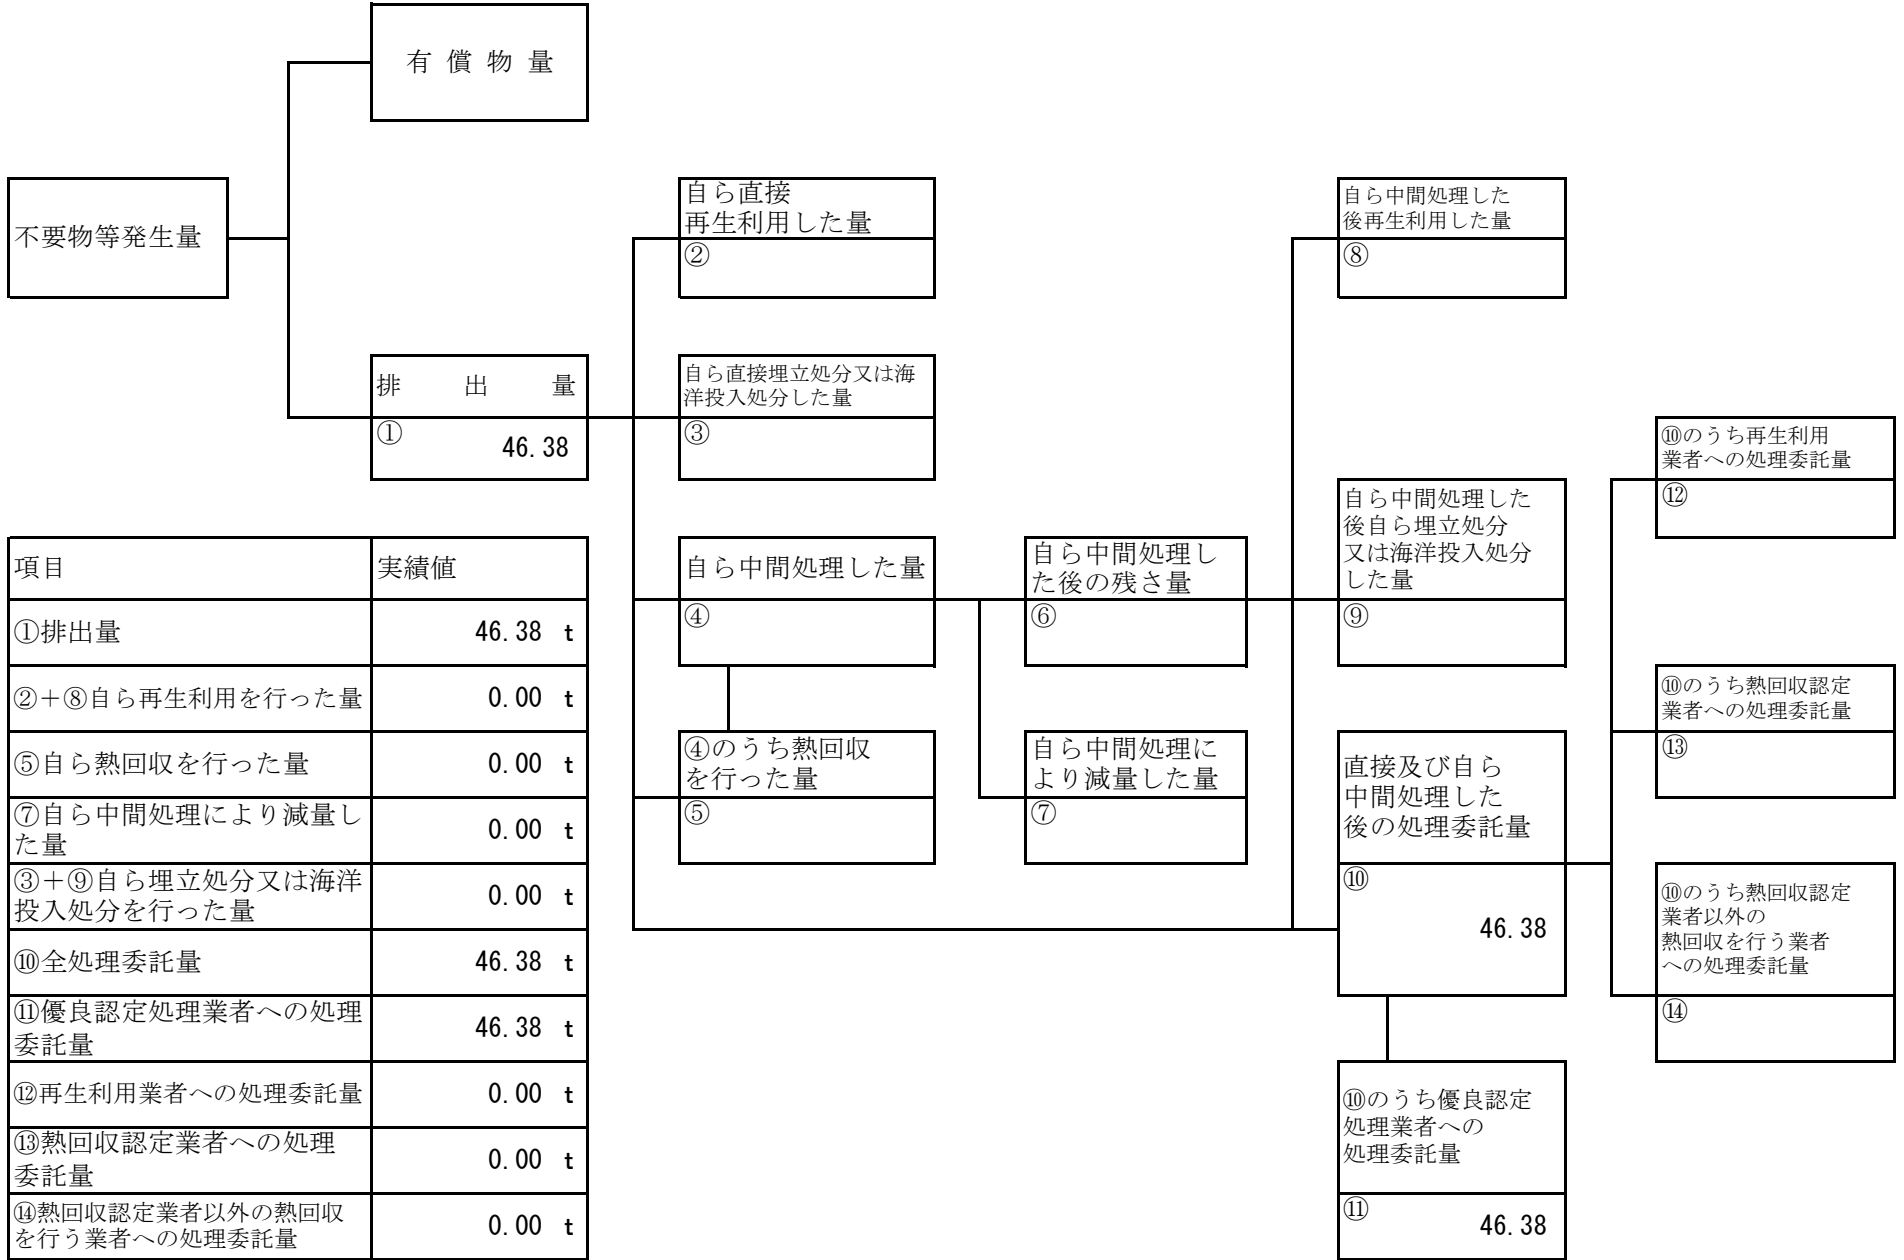 有償物量
不要物等発生量
自ら直接
再生利用した量
②
自ら中間処理した
後再生利用した量
⑧
排出量
① 46.38
自ら直接埋立処分又は海
洋投入処分した量
③
⑩のうち再生利用
業者への処理委託量
⑫
自ら中間処理した量
④
自ら中間処理し
た後の残さ量
⑥
自ら中間処理した
後自ら埋立処分
又は海洋投入処分
した量
⑨
④のうち熱回収
を行った量
⑤
自ら中間処理に
より減量した量
⑦
直接及び自ら
中間処理した
後の処理委託量
⑩
46.38
⑩のうち熱回収認定
業者への処理委託量
⑬
⑩のうち熱回収認定
業者以外の
熱回収を行う業者
への処理委託量
⑭
⑩のうち優良認定
処理業者への
処理委託量
⑪ 46.38
項目 実績値
①排出量 46.38 t
②+⑧自ら再生利用を行った量 0.00 t
⑤自ら熱回収を行った量 0.00 t
⑦自ら中間処理により減量し
た量 0.00 t
③+⑨自ら埋立処分又は海洋
投入処分を行った量 0.00 t
⑩全処理委託量 46.38 t
⑪優良認定処理業者への処理
委託量 46.38 t
⑫再生利用業者への処理委託量 0.00 t
⑬熱回収認定業者への処理
委託量 0.00 t
⑭熱回収認定業者以外の熱回収
を行う業者への処理委託量 0.00 t